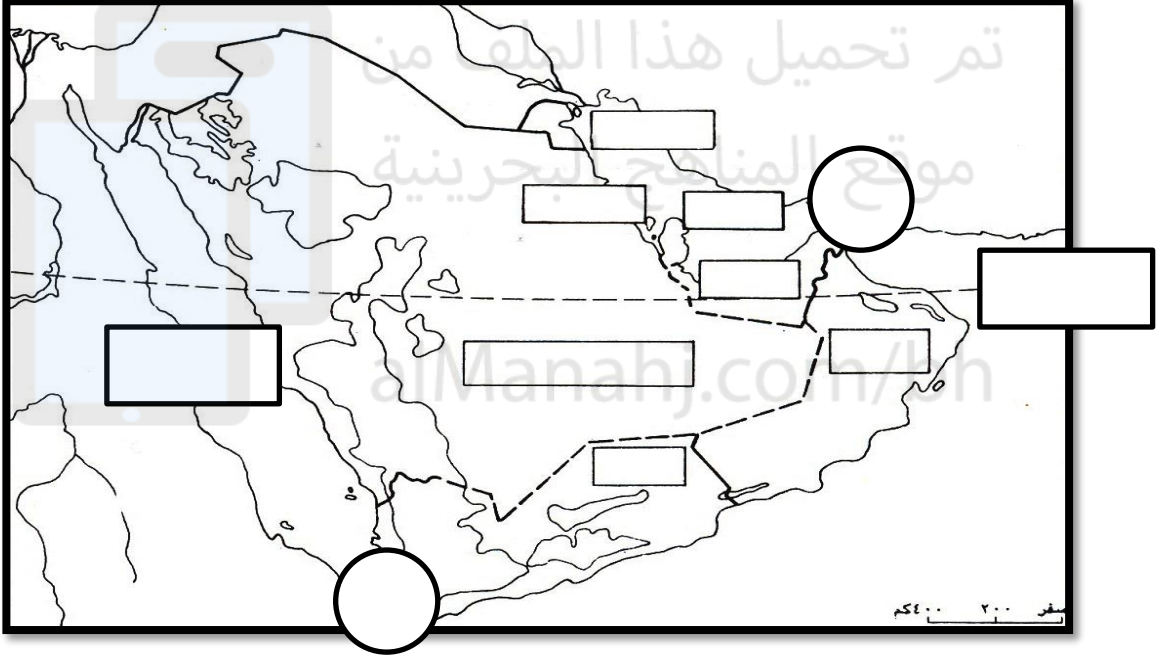 تم تحميل هذا الملف من
موقع المناهج البحرينية
alManahj.com/bh
صفر ٢٠٠ ٤٠٠كم